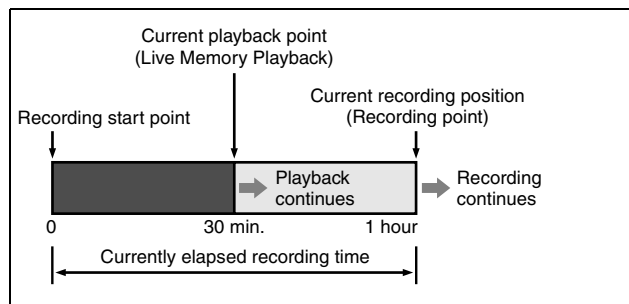 Current playback point
(Live Memory Playback)
Current recording position
(Recording point)
Recording start point
Playback
continues
Recording
continues
0
30 min.
1 hour
Currently elapsed recording time